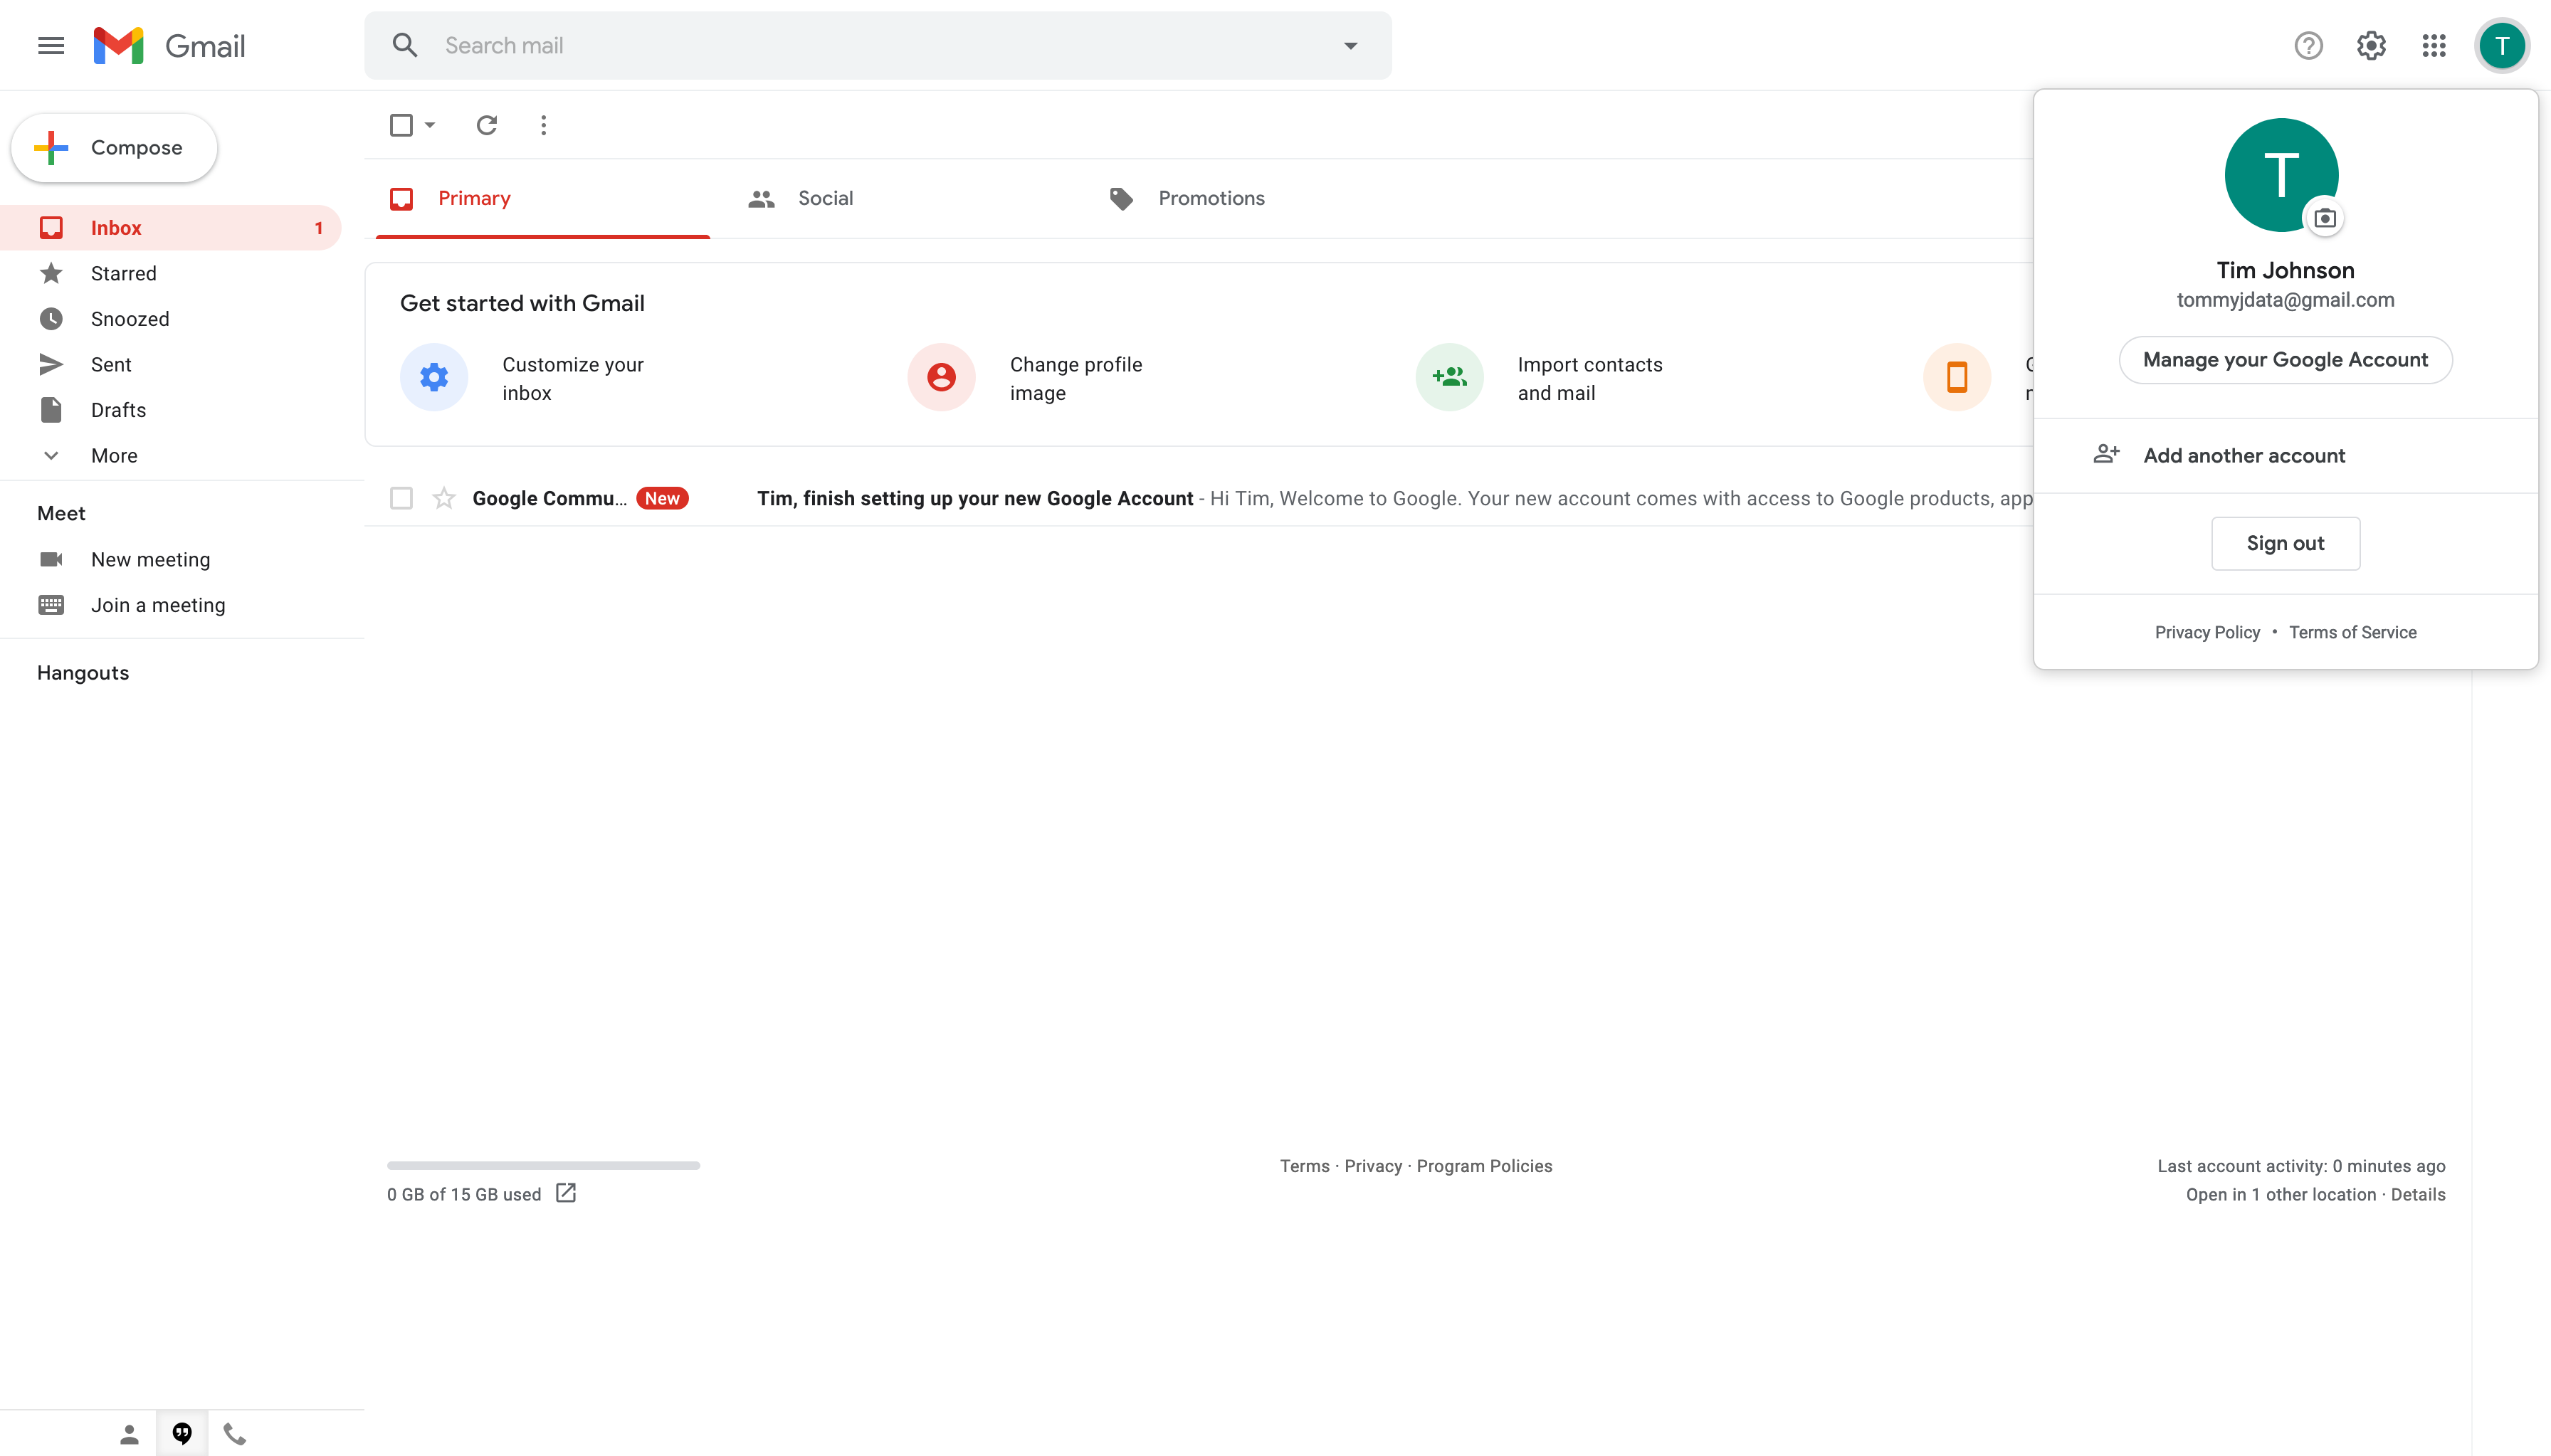 Gmail
Search mail
T
Compose
Inbox 1
Starred
Snoozed
Sent
Drafts
More
Meet
New meeting
Join a meeting
Hangouts
Primary
Social
Promotions
Get started with Gmail
Customize your
inbox
Change profile
image
Import contacts
and mail
Google Commu... New Tim, finish setting up your new Google Account - Hi Tim, Welcome to Google. Your new account comes with access to Google products, app
T
Tim Johnson
tommyjdata@gmail.com
Manage your Google Account
Add another account
Sign out
Privacy Policy • Terms of Service
0 GB of 15 GB used
Terms · Privacy · Program Policies
Last account activity: 0 minutes ago
Open in 1 other location · Details